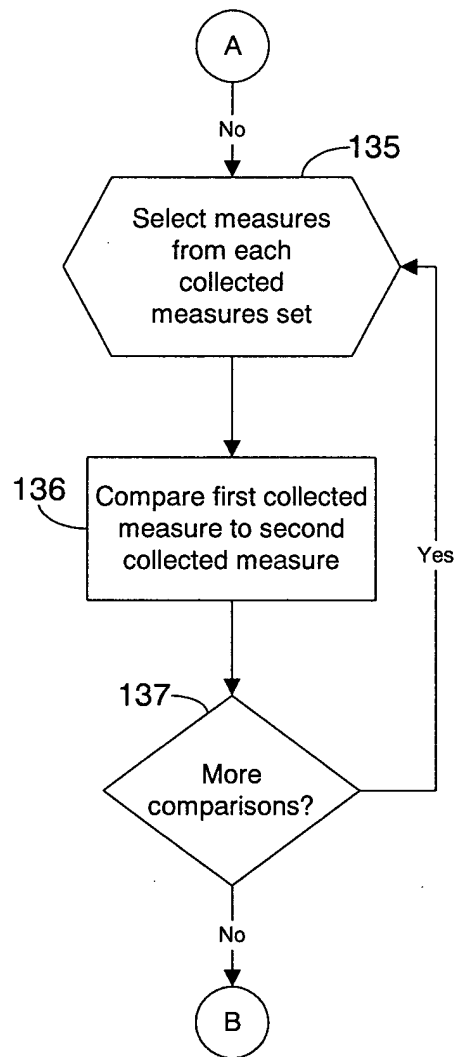 A
No
135
Select measures
from each
collected
measures set
136
Compare first collected
measure to second
collected measure
Yes
137
More
comparisons?
No
B